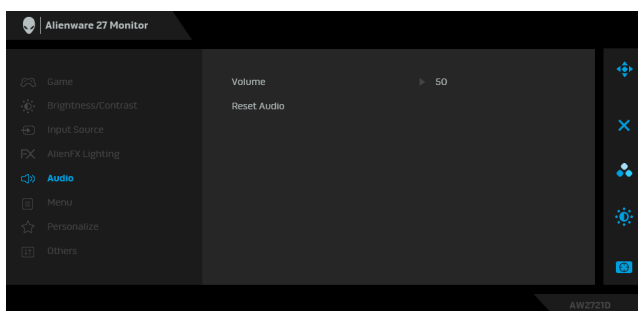 Alienware 27 Monitor
Game
Brightness/Contrast
Input Source
AlienFX Lighting
Audio
Menu
Personalize
Others
Volume 50
Reset Audio
AW2721D